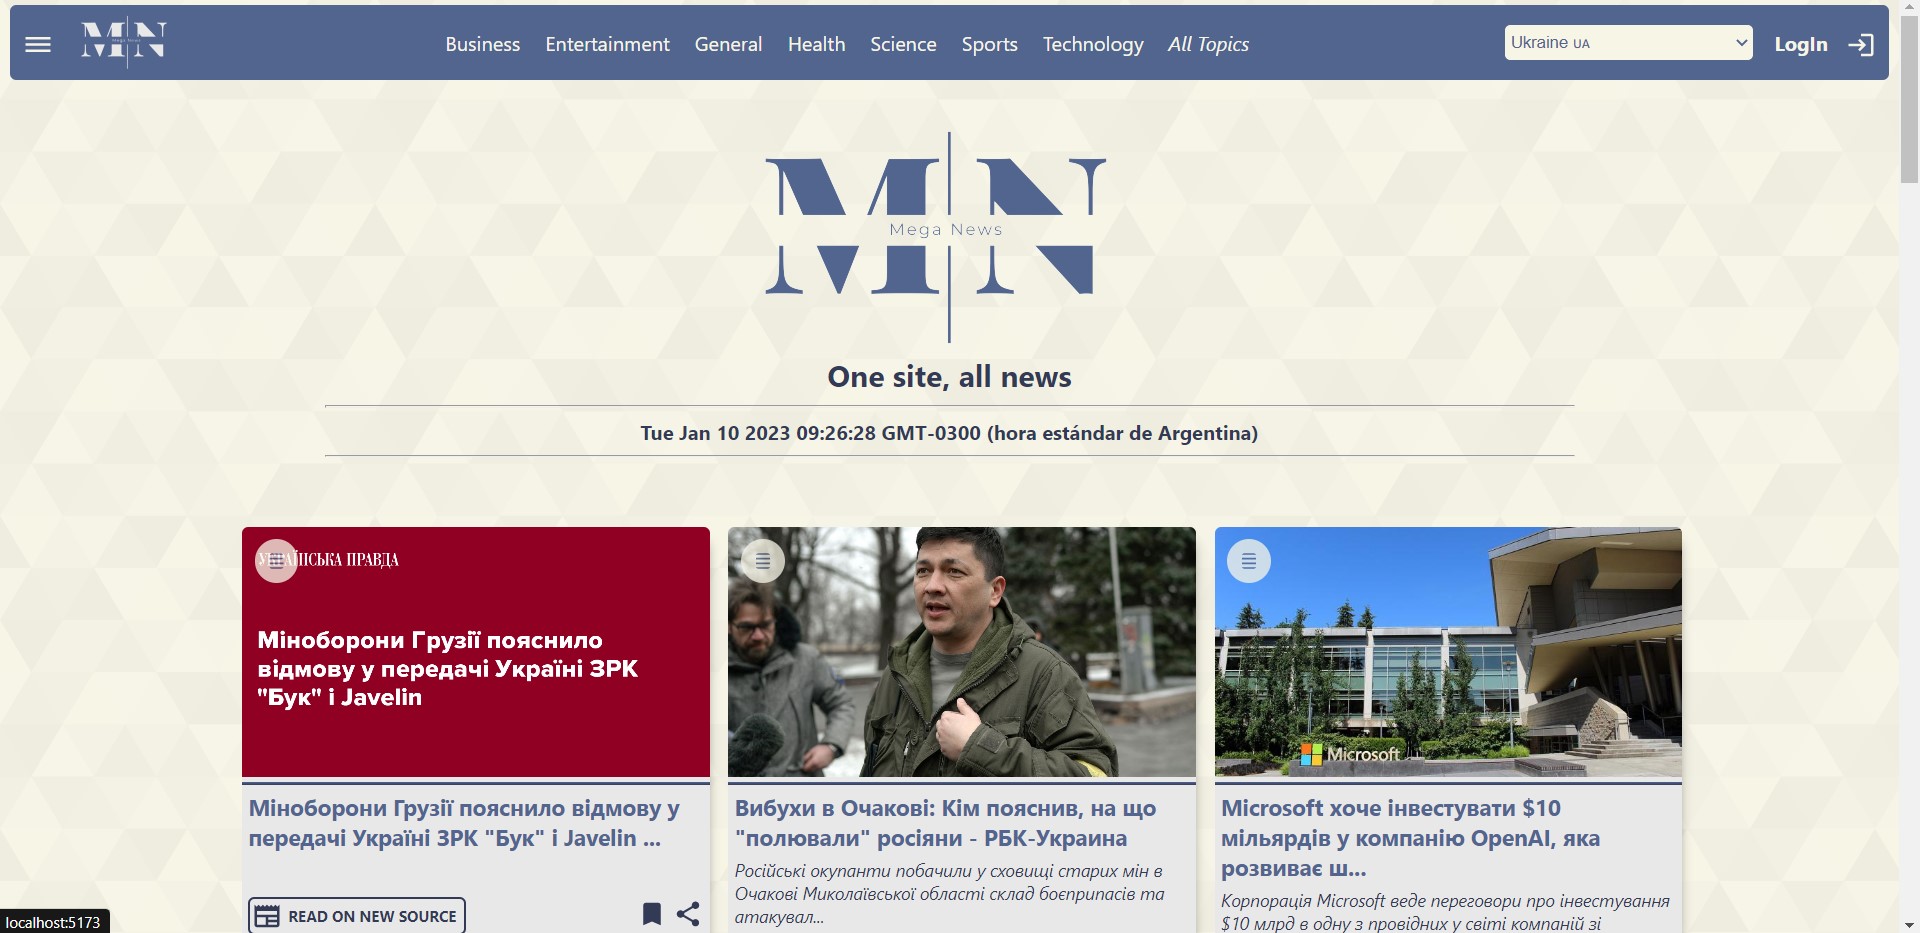 MN
Mega News
Business
Entertainment
General
Health
Science
Sports
Technology
All Topics
Ukraine UA
LogIn
MN
Mega News
One site, all news
Tue Jan 10 2023 09:26:28 GMT-0300 (hora estándar de Argentina)
УКРАЇНСЬКА ПРАВДА
Міноборони Грузії пояснило
відмову у передачі Україні ЗРК
"Бук" і Javelin
Міноборони Грузії пояснило відмову у
передачі Україні ЗРК "Бук" і Javelin ...
READ ON NEW SOURCE
Вибухи в Очакові: Кім пояснив, на що
"полювали" росіяни - РБК-Украина
Російські окупанти побачили у сховищі старих мін в
Очакові Миколаївської області склад боєприпасів та
атакувал...
Microsoft
Microsoft хоче інвестувати $10
мільярдів у компанію OpenAI, яка
розвиває ш...
Корпорація Microsoft веде переговори про інвестування
$10 млрд в одну з провідних у світі компаній зі
localhost:5173